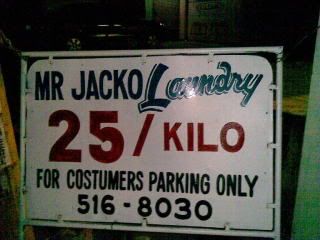 MR JACKO Laundry
25/KILO
FOR COSTUMERS PARKING ONLY
516-8030